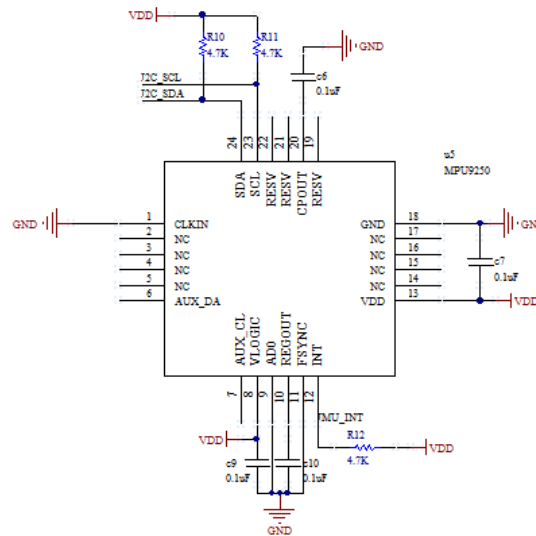 VDD
R10
4.7K
R11
4.7K
GND
c6
0.1uF
I2C_SCL
I2C_SDA
24
23
22
21
20
19
SDA
SCL
RESV
RESV
CPOUT
RESV
u5
MPU9250
GND
1
CLKIN
2
NC
3
NC
4
NC
5
NC
6
AUX_DA
GND
18
GND
NC
17
NC
16
NC
15
NC
14
VDD
13
VDD
c7
0.1uF
AUX_CL
VLOGIC
AD0
REGOUT
FSYNC
INT
7
8
9
10
11
12
IMU_INT
VDD
R12
4.7K
VDD
c9
0.1uF
c10
0.1uF
GND